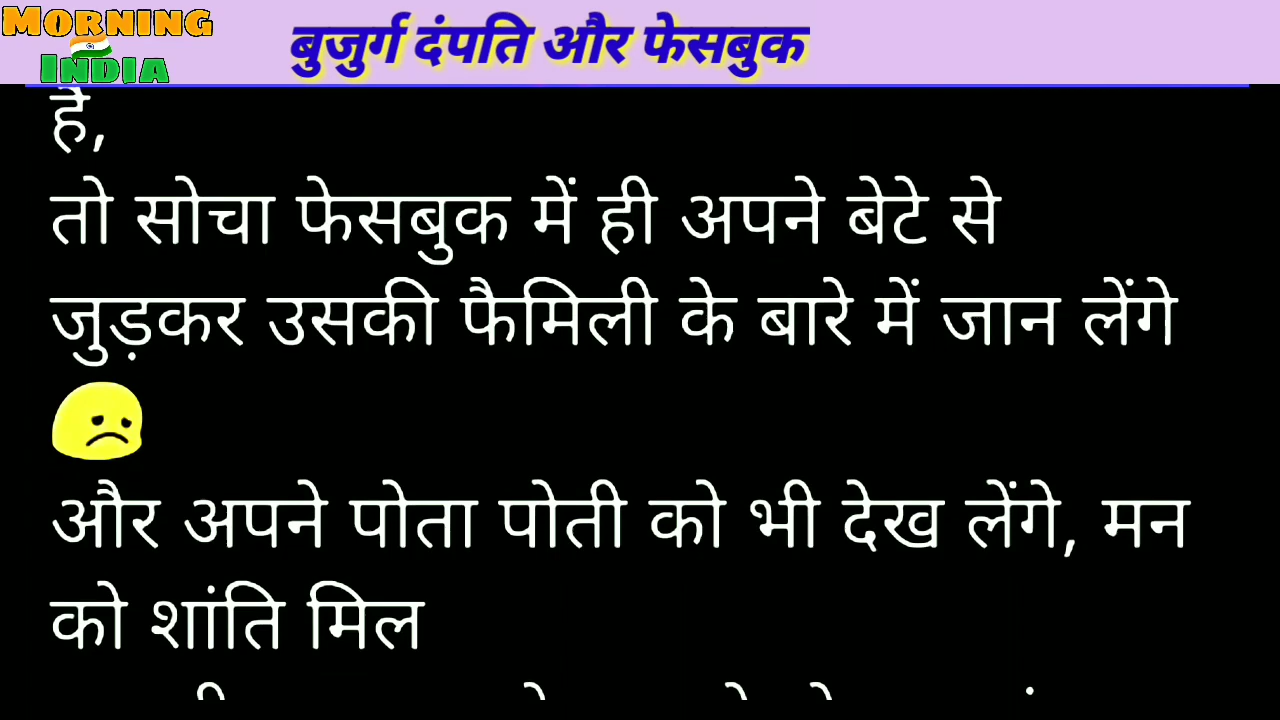 MORNING
INDIA
बुजुर्ग दंपति और फेसबुक
है,
तो सोचा फेसबुक में ही अपने बेटे से
जुड़कर उसकी फैमिली के बारे में जान लेंगे
और अपने पोता पोती को भी देख लेंगे, मन
को शांति मिल